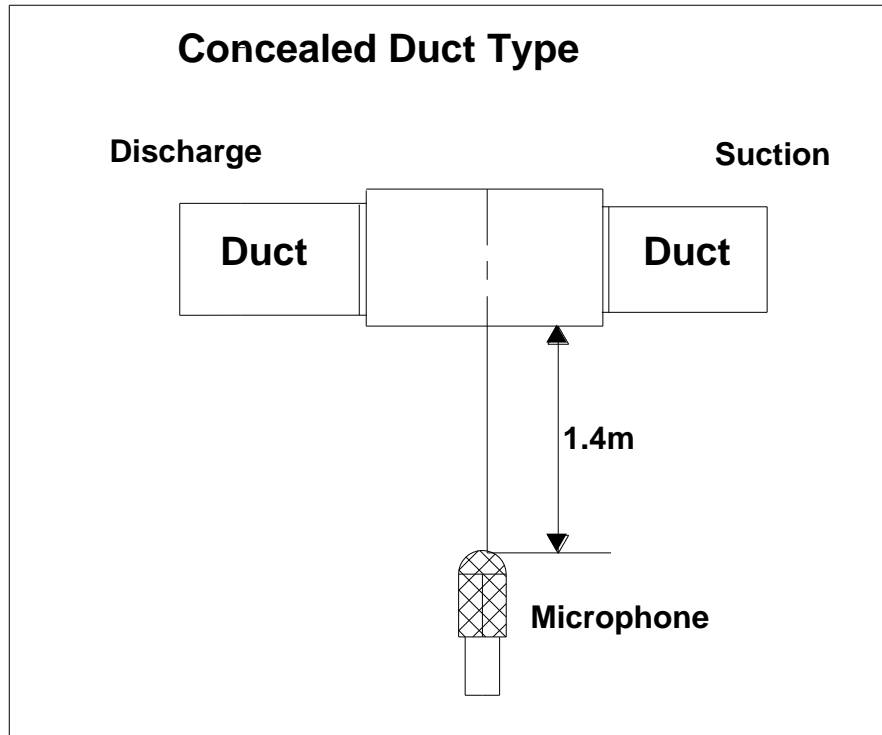 Concealed Duct Type
Discharge
Suction
Duct
Duct
1.4m
Microphone